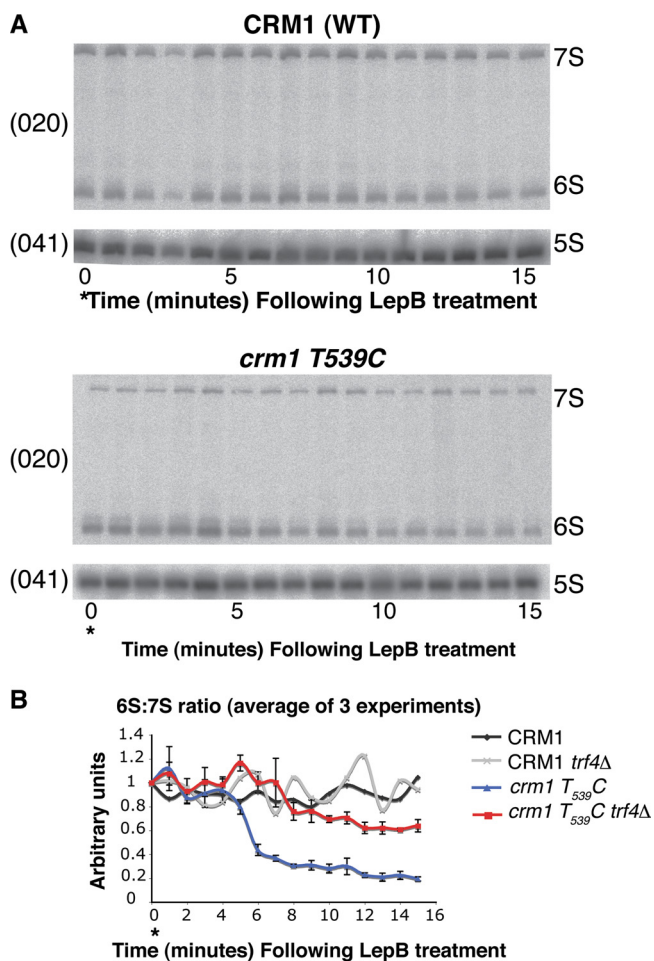 A
CRM1 (WT)
7S
(020)
6S
(041)
5S
0 5 10 15
*Time (minutes) Following LepB treatment
crm1 T539C
7S
(020)
6S
(041)
5S
0 5 10 15
*
Time (minutes) Following LepB treatment
B
6S:7S ratio (average of 3 experiments)
Arbitrary units
1.4
1.2
1
0.8
0.6
0.4
0.2
0
0 2 4 6 8 10 12 14 16
*
Time (minutes) Following LepB treatment
CRM1
CRM1 trf4Δ
crm1 T539C
crm1 T539C trf4Δ